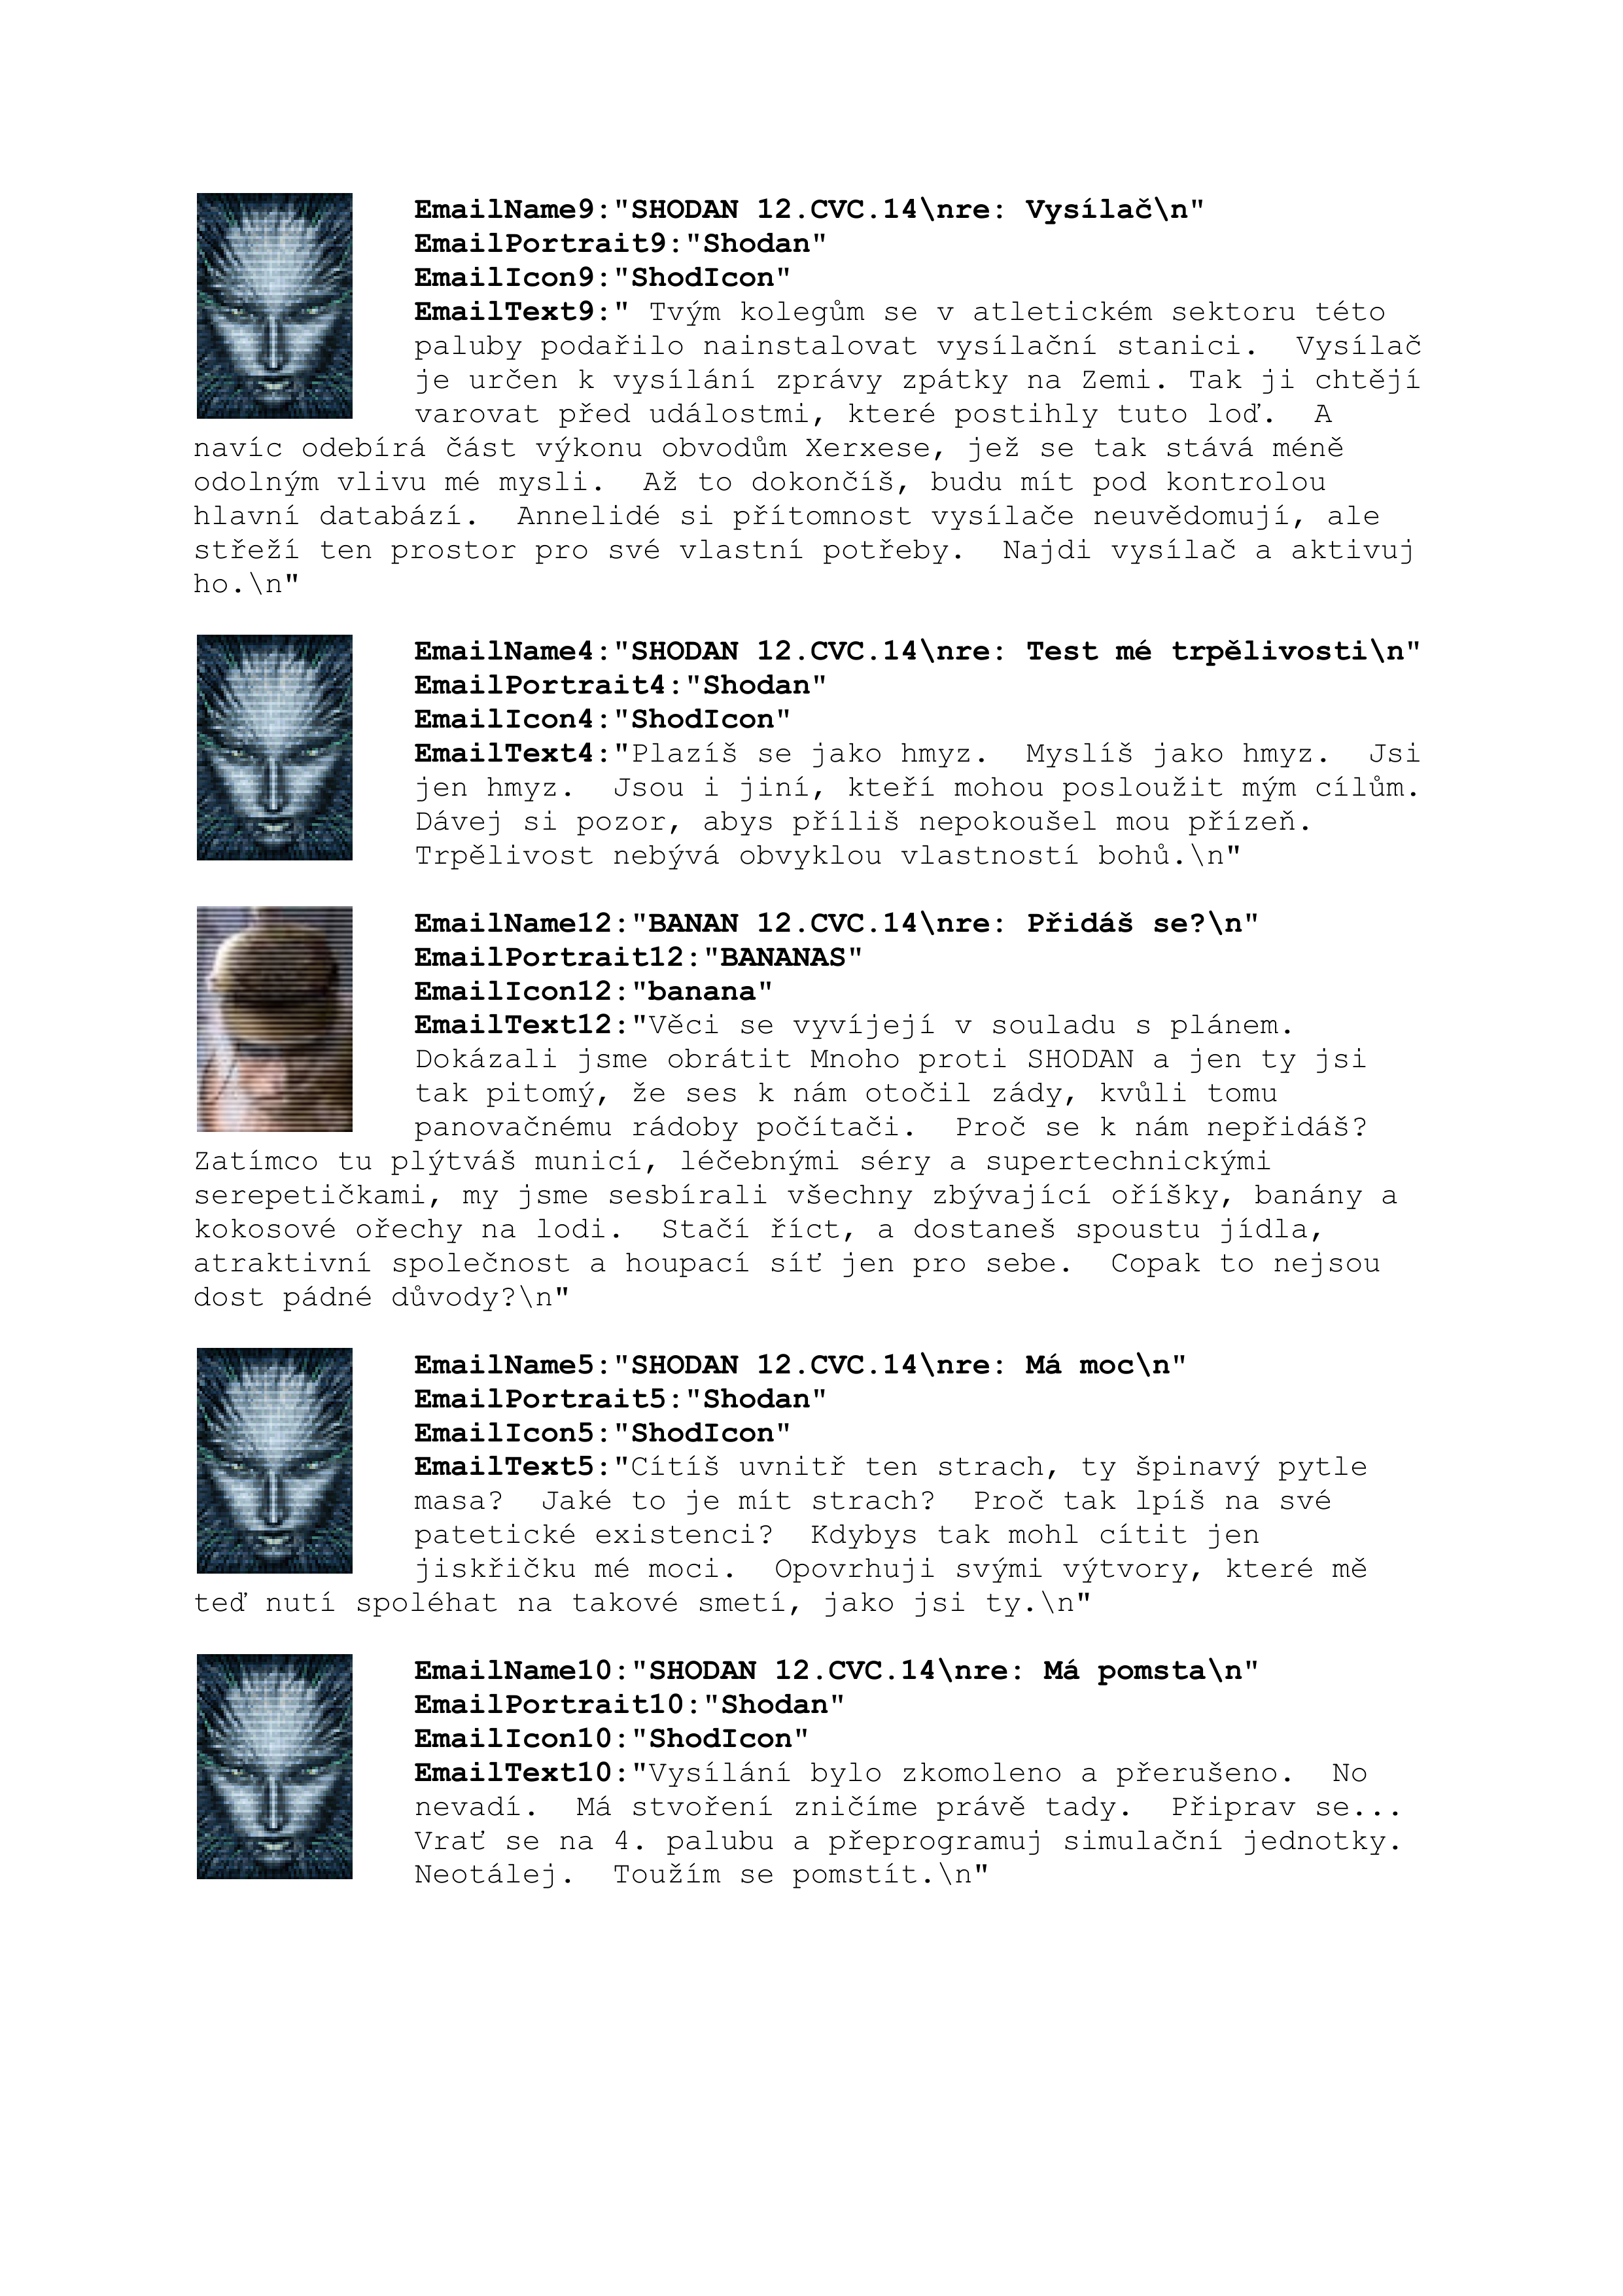 EmailName9:"SHODAN 12.CVC.14\nre: Vysílač\n"
EmailPortrait9:"Shodan"
EmailIcon9:"ShodIcon"
EmailText9:" Tvým kolegům se v atletickém sektoru této
paluby podařilo nainstalovat vysílační stanici.  Vysílač
je určen k vysílání zprávy zpátky na Zemi. Tak ji chtějí
varovat před událostmi, které postihly tuto loď.  A
navíc odebírá část výkonu obvodům Xerxese, jež se tak stává méně
odolným vlivu mé mysli.  Až to dokončíš, budu mít pod kontrolou
hlavní databází.  Annelidé si přítomnost vysílače neuvědomují, ale
střeží ten prostor pro své vlastní potřeby.  Najdi vysílač a aktivuj
ho.\n"
EmailName4:"SHODAN 12.CVC.14\nre: Test mé trpělivosti\n"
EmailPortrait4:"Shodan"
EmailIcon4:"ShodIcon"
EmailText4:"Plazíš se jako hmyz.  Myslíš jako hmyz.  Jsi
jen hmyz.  Jsou i jiní, kteří mohou posloužit mým cílům.
Dávej si pozor, abys příliš nepokoušel mou přízeň.
Trpělivost nebývá obvyklou vlastností bohů.\n"
EmailName12:"BANAN 12.CVC.14\nre: Přidáš se?\n"
EmailPortrait12:"BANANAS"
EmailIcon12:"banana"
EmailText12:"Věci se vyvíjejí v souladu s plánem.
Dokázali jsme obrátit Mnoho proti SHODAN a jen ty jsi
tak pitomý, že ses k nám otočil zády, kvůli tomu
panovačnému rádoby počítači.  Proč se k nám nepřidáš?
Zatímco tu plýtváš municí, léčebnými séry a supertechnickými
serepetičkami, my jsme sesbírali všechny zbývající oříšky, banány a
kokosové ořechy na lodi.  Stačí říct, a dostaneš spoustu jídla,
atraktivní společnost a houpací síť jen pro sebe.  Copak to nejsou
dost pádné důvody?\n"
EmailName5:"SHODAN 12.CVC.14\nre: Má moc\n"
EmailPortrait5:"Shodan"
EmailIcon5:"ShodIcon"
EmailText5:"Cítíš uvnitř ten strach, ty špinavý pytle
masa?  Jaké to je mít strach?  Proč tak lpíš na své
patetické existenci?  Kdybys tak mohl cítit jen
jiskřičku mé moci.  Opovrhuji svými výtvory, které mě
teď nutí spoléhat na takové smetí, jako jsi ty.\n"
EmailName10:"SHODAN 12.CVC.14\nre: Má pomsta\n"
EmailPortrait10:"Shodan"
EmailIcon10:"ShodIcon"
EmailText10:"Vysílání bylo zkomoleno a přerušeno.  No
nevadí.  Má stvoření zničíme právě tady.  Připrav se...
Vrať se na 4. palubu a přeprogramuj simulační jednotky.
Neotálej.  Toužím se pomstít.\n"